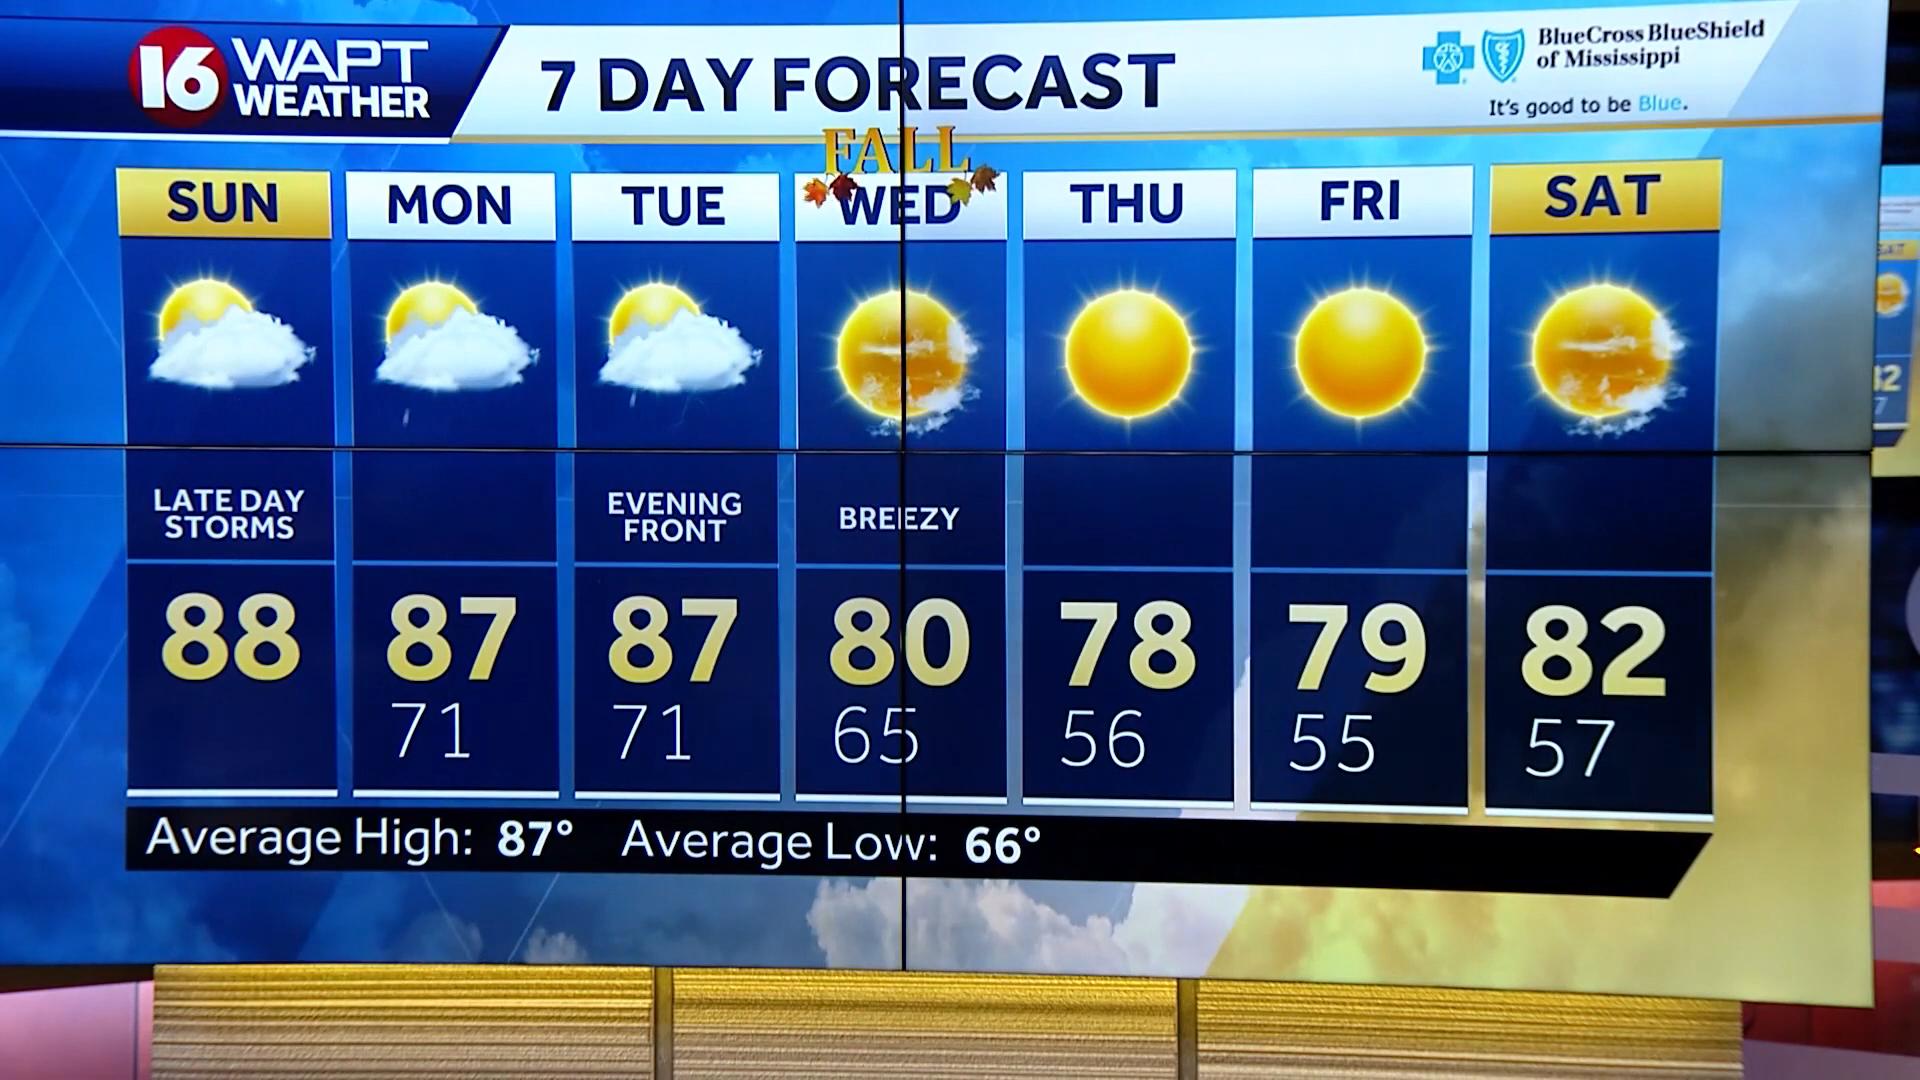 16 WAPT WEATHER
7 DAY FORECAST
BlueCross BlueShield
of Mississippi
It's good to be Blue.
FALL
SUN MON TUE WED THU FRI SAT
LATE DAY
STORMS
EVENING
FRONT
BREEZY
88 87 87 80 78 79 82
71 71 65 56 55 57
Average High: 87° Average Low: 66°